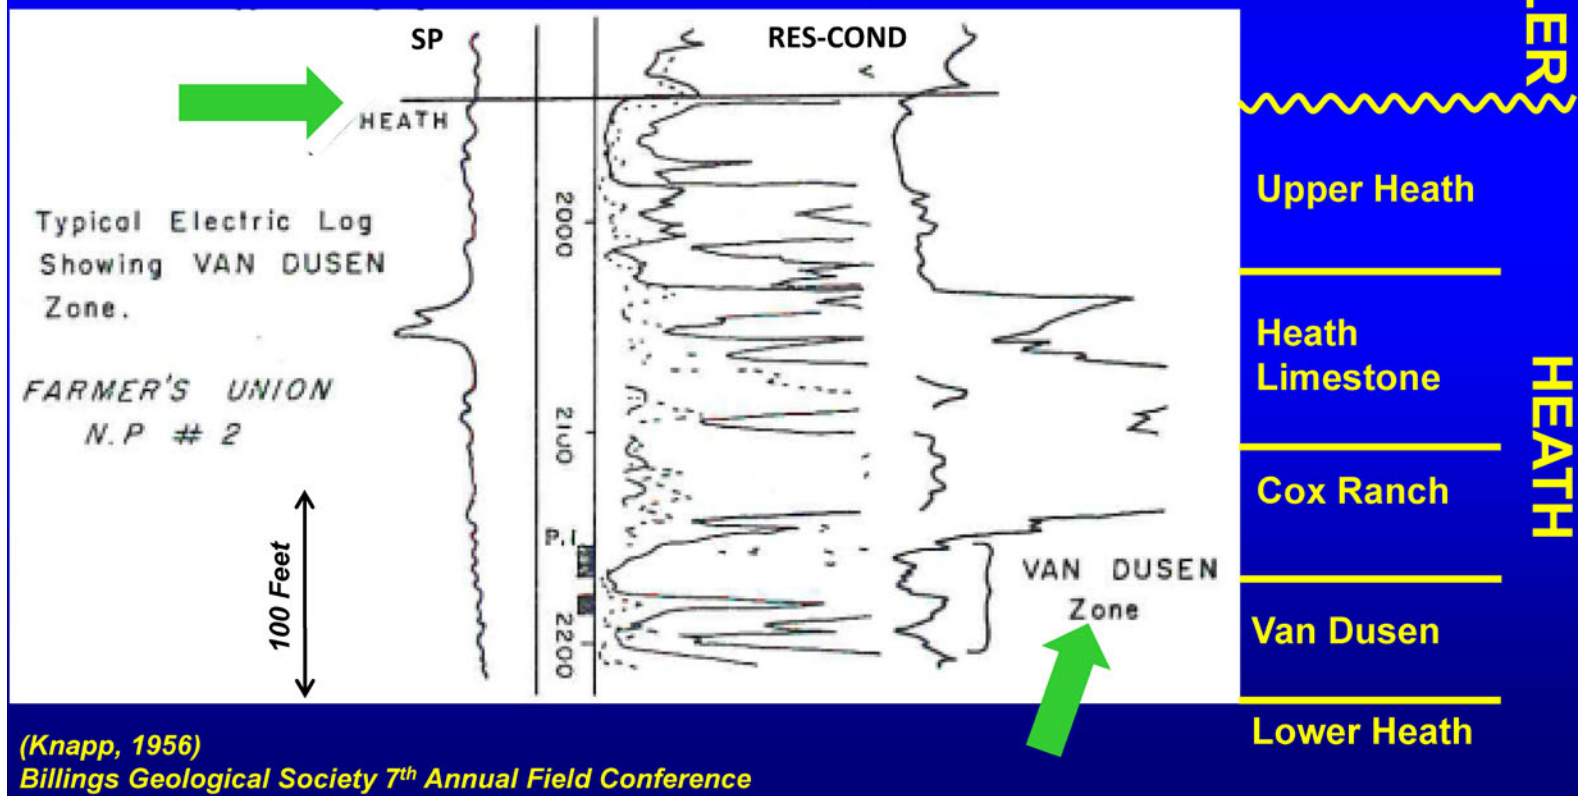 SP
RES-COND
HEATH
Typical Electric Log
Showing VAN DUSEN
Zone.
FARMER'S UNION
N.P # 2
100 Feet
2000
2100
2200
VAN DUSEN
Zone
LER
Upper Heath
Heath
Limestone
Cox Ranch
Van Dusen
Lower Heath
HEATH
(Knapp, 1956)
Billings Geological Society 7th Annual Field Conference